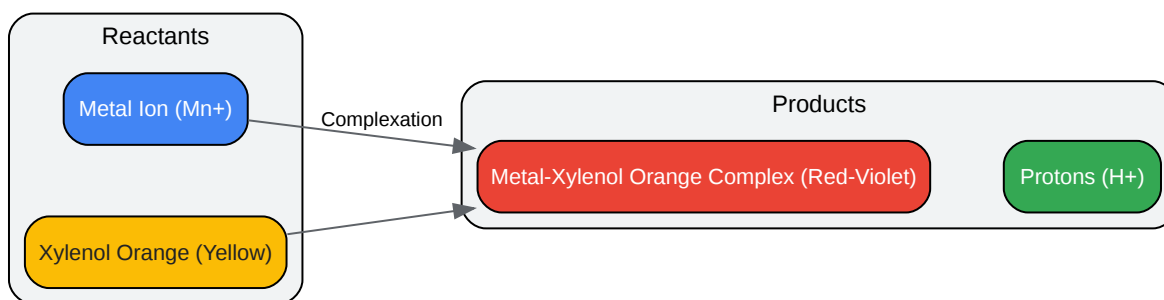 Reactants
Metal Ion (Mn+)
Xylenol Orange (Yellow)
Complexation
Products
Metal-Xylenol Orange Complex (Red-Violet)
Protons (H+)